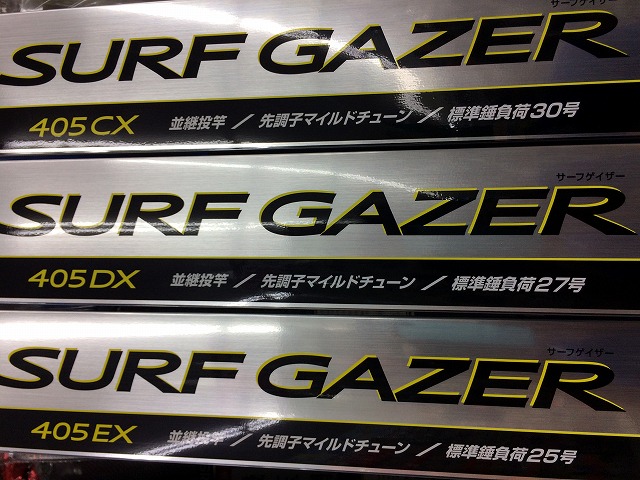 サーフゲイザー
SURF GAZER
405CX 並継投竿／先調子マイルドチューン／標準錘負荷30号
サーフゲイザー
SURF GAZER
405DX 並継投竿／先調子マイルドチューン／標準錘負荷27号
サーフゲイザー
SURF GAZER
405EX 並継投竿／先調子マイルドチューン／標準錘負荷25号